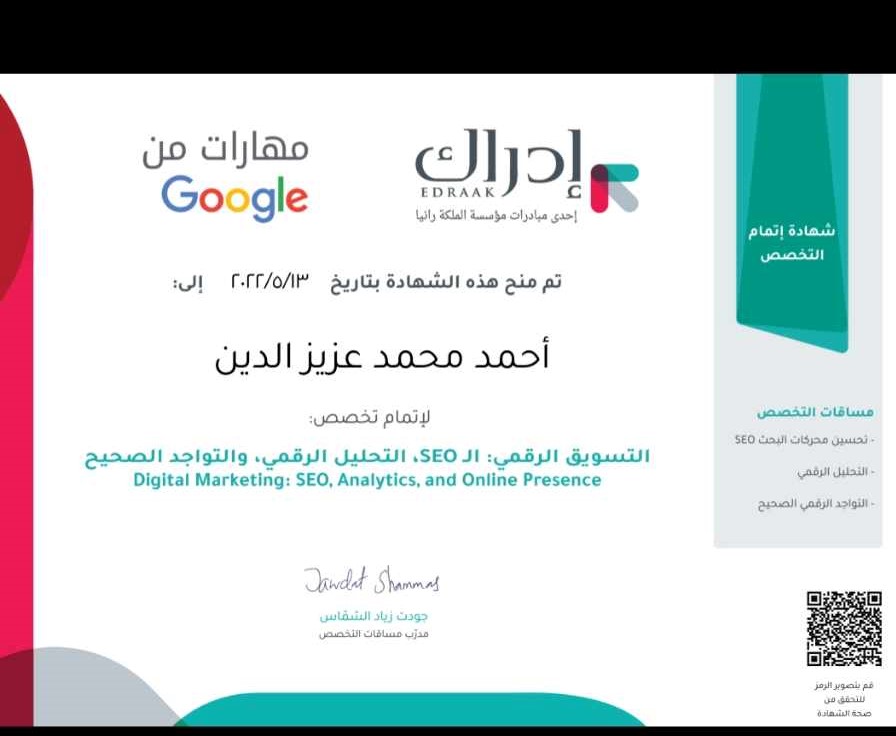 مهارات من
Google
إدراك
EDRAAK
إحدى مبادرات مؤسسة الملكة رانيا
شهادة إتمام
التخصص
تم منح هذه الشهادة بتاريخ ٢٠٢٢/٥/١٣ إلى:
أحمد محمد عزيز الدين
لإتمام تخصص:
التسويق الرقمي: الـ SEO، التحليل الرقمي، والتواجد الصحيح
Digital Marketing: SEO, Analytics, and Online Presence
مساقات التخصص
- تحسين محركات البحث SEO
- التحليل الرقمي
- التواجد الرقمي الصحيح
Jawdat Shammas
جودت زياد الشمّاس
مدرّب مساقات التخصص
قم بتصوير الرمز
للتحقق من
صحة الشهادة